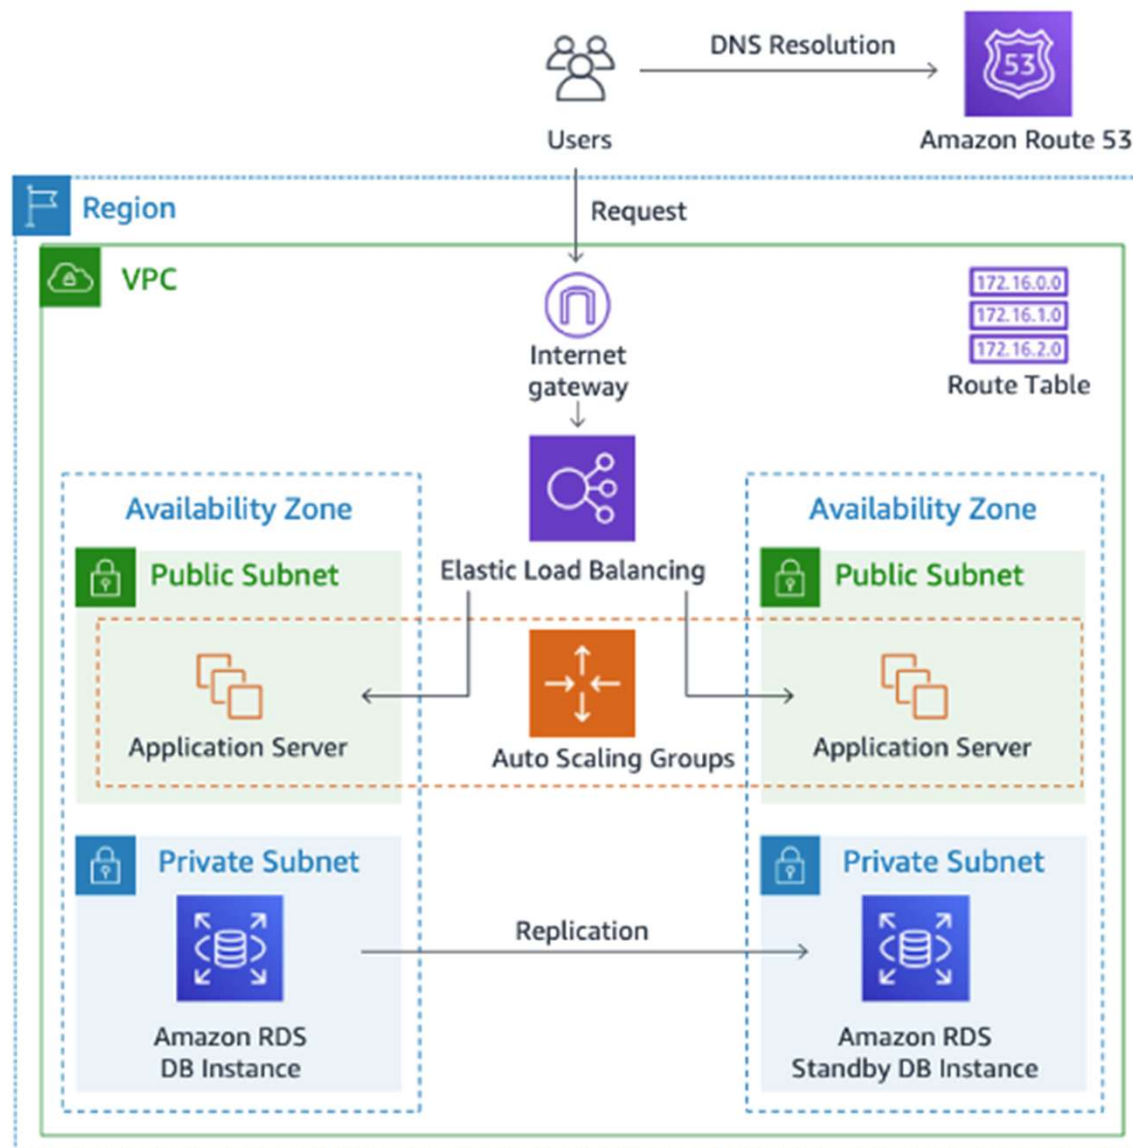 DNS Resolution
53
Users
Amazon Route 53
Region
Request
VPC
172.16.0.0
172.16.1.0
172.16.2.0
Route Table
Internet
gateway
Availability Zone
Availability Zone
Public Subnet
Elastic Load Balancing
Public Subnet
Application Server
Auto Scaling Groups
Application Server
Private Subnet
Private Subnet
Replication
Amazon RDS
DB Instance
Amazon RDS
Standby DB Instance